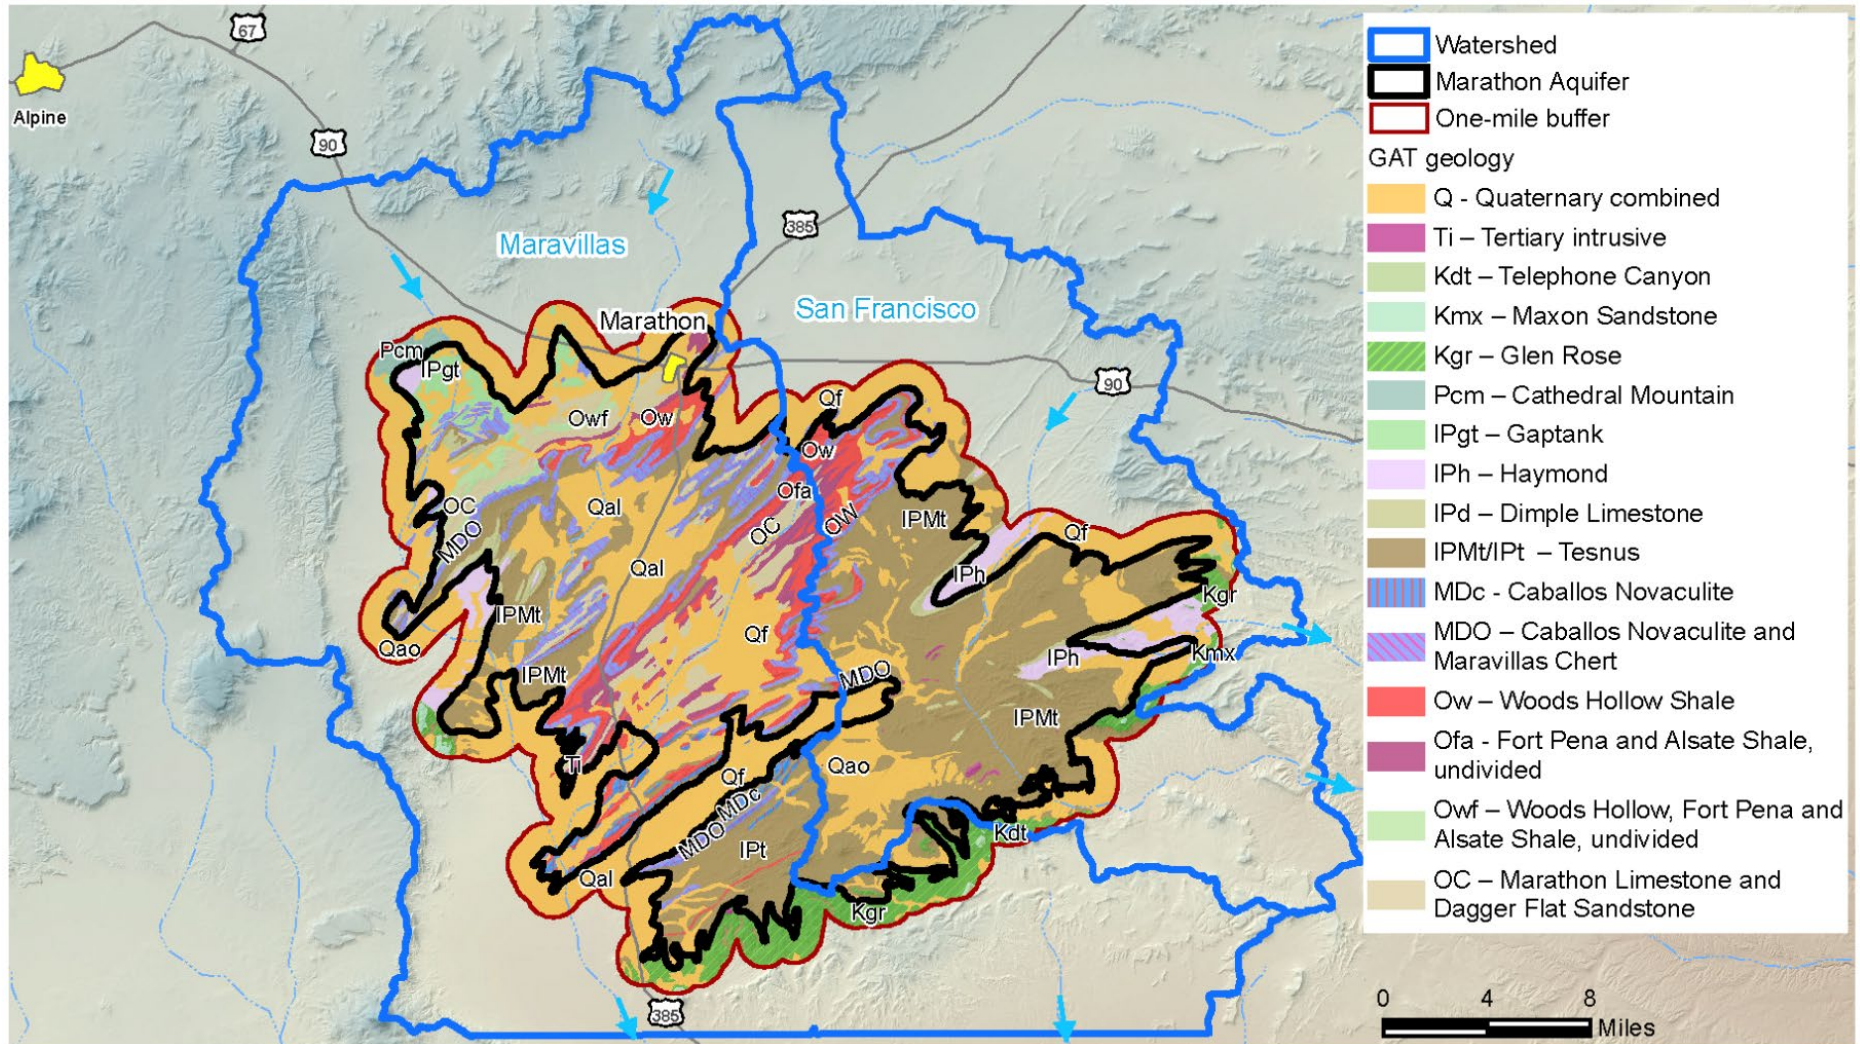 67
Alpine
90
Maravillas
385
San Francisco
Marathon
Pcm
IPgt
90
Qf
Owf
Ow
Ow
OC
Qal
Ofa
MDO
OC
OW
IPMt
Qf
Qal
IPh
Kgr
IPMt
Qf
Qao
IPh
Kmx
IPMt
MDO
IPMt
Ti
Qf
Qao
MDc
MDO
IPt
Kdt
Qal
Kgr
385
Watershed
Marathon Aquifer
One-mile buffer
GAT geology
Q - Quaternary combined
Ti – Tertiary intrusive
Kdt – Telephone Canyon
Kmx – Maxon Sandstone
Kgr – Glen Rose
Pcm – Cathedral Mountain
IPgt – Gaptank
IPh – Haymond
IPd – Dimple Limestone
IPMt/IPt – Tesnus
MDc - Caballos Novaculite
MDO – Caballos Novaculite and
Maravillas Chert
Ow – Woods Hollow Shale
Ofa - Fort Pena and Alsate Shale,
undivided
Owf – Woods Hollow, Fort Pena and
Alsate Shale, undivided
OC – Marathon Limestone and
Dagger Flat Sandstone
0 4 8
Miles